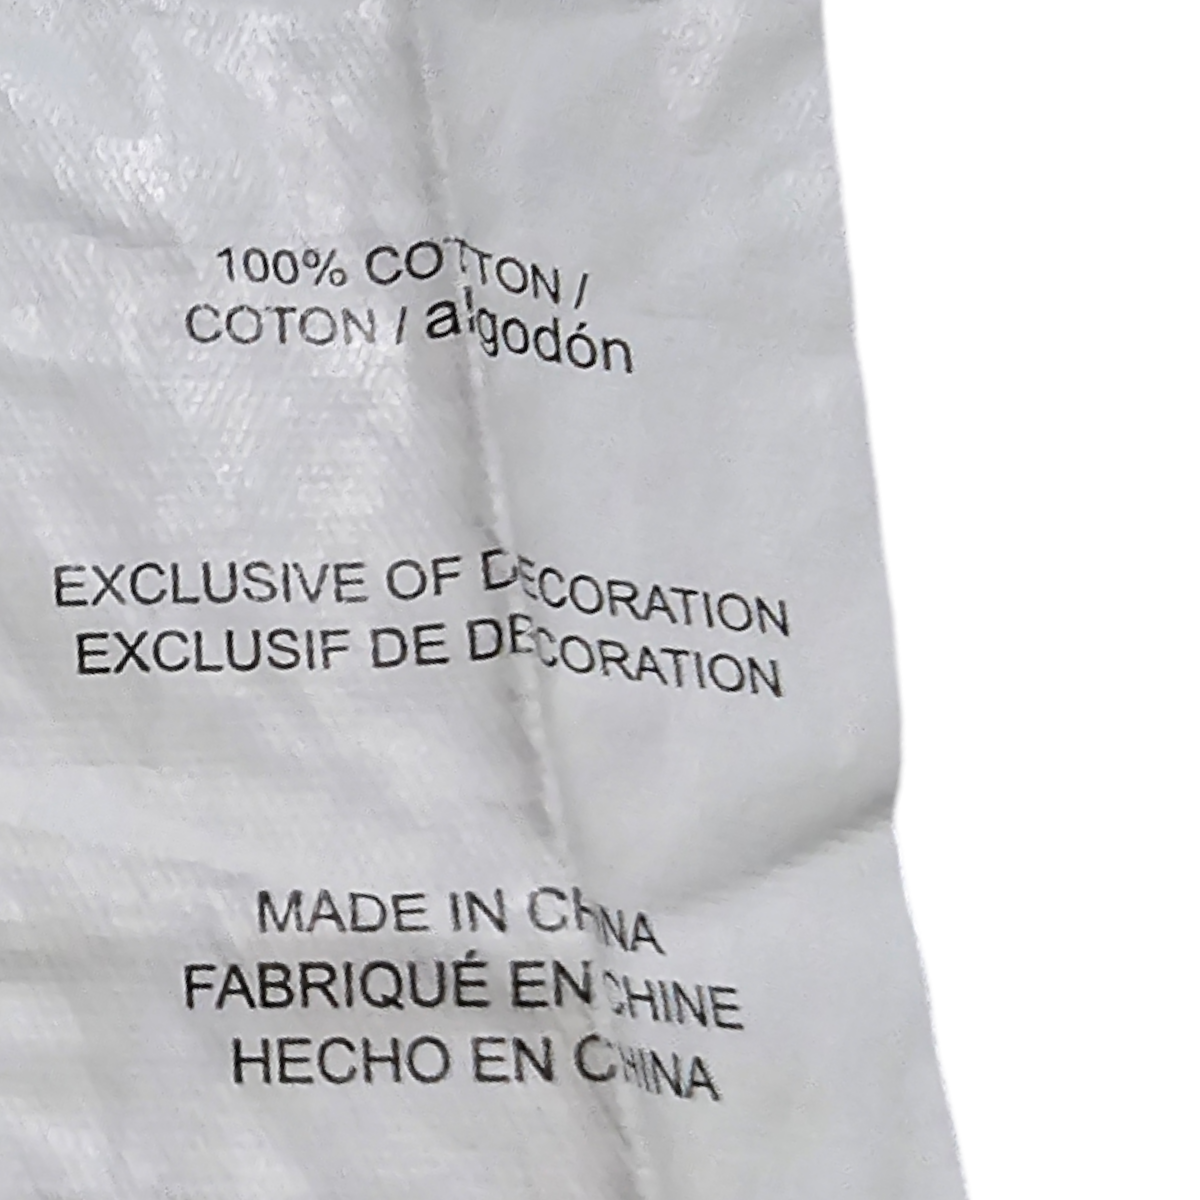 100% COTTON /
COTON / algodón
EXCLUSIVE OF DECORATION
EXCLUSIF DE DECORATION
MADE IN CHINA
FABRIQUÉ EN CHINE
HECHO EN CHINA